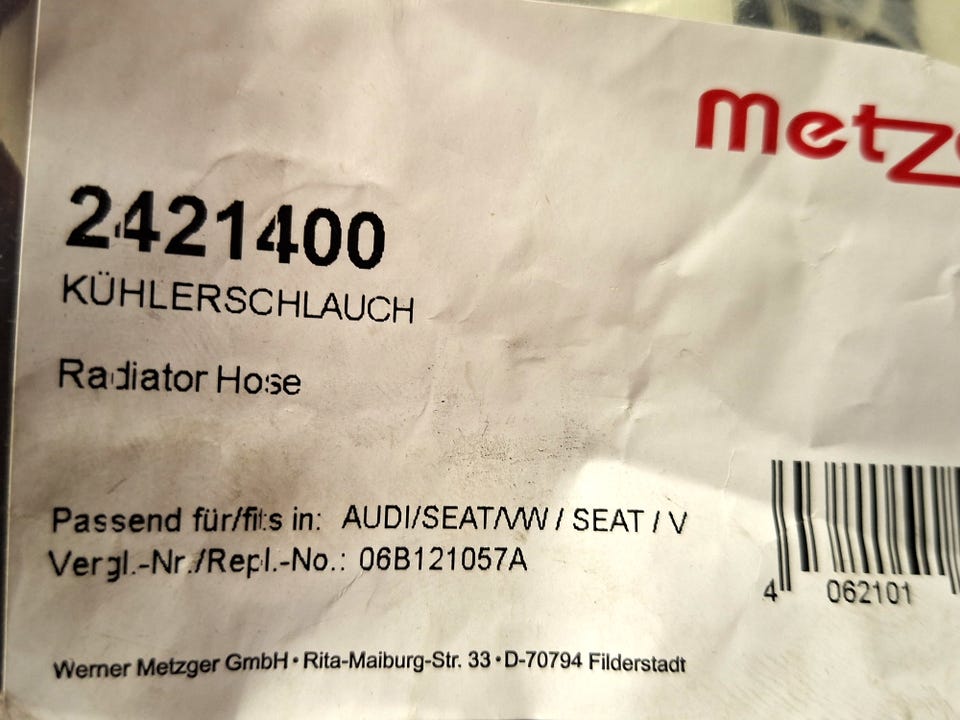 Metz
2421400
KÜHLERSCHLAUCH
Radiator Hose
Passend für/fits in: AUDI/SEAT/VW / SEAT / V
Vergl.-Nr./Repl.-No.: 06B121057A
4 062101
Werner Metzger GmbH • Rita-Maiburg-Str. 33 • D-70794 Filderstadt